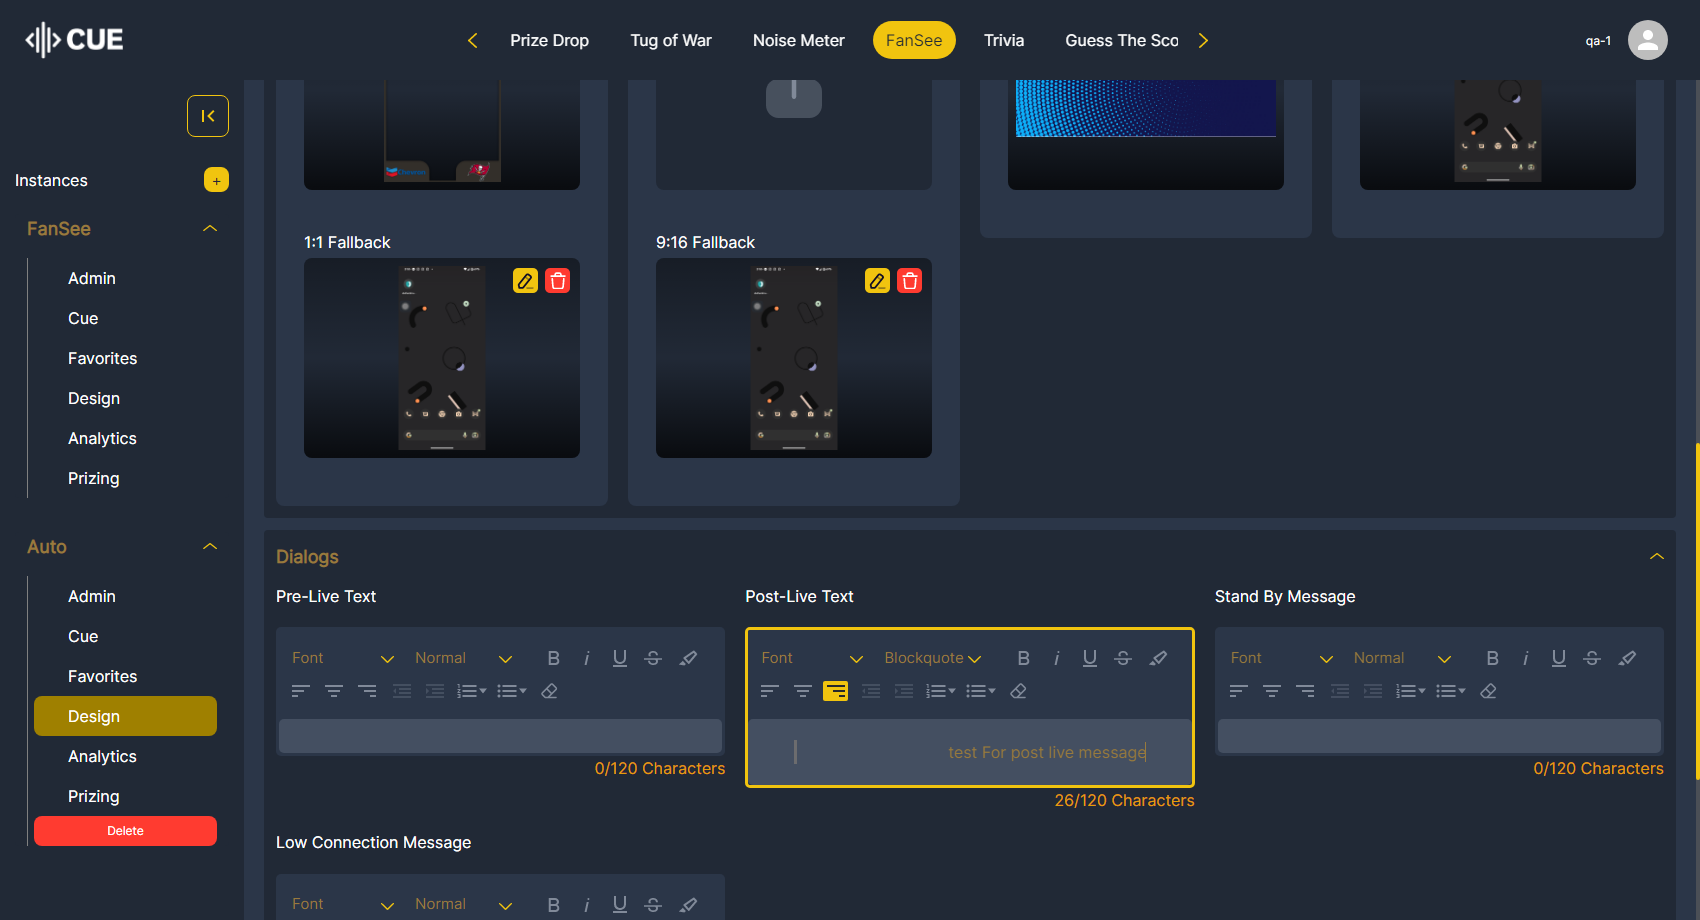 CUE
Prize Drop
Tug of War
Noise Meter
FanSee
Trivia
Guess The Sco
qa-1
Instances
+
FanSee
Admin
Cue
Favorites
Design
Analytics
Prizing
Auto
Admin
Cue
Favorites
Design
Analytics
Prizing
Delete
1:1 Fallback
9:16 Fallback
Dialogs
Pre-Live Text
Font
Normal
B i U S
0/120 Characters
Post-Live Text
Font
Blockquote
B i U S
test For post live message
26/120 Characters
Stand By Message
Font
Normal
B i U S
0/120 Characters
Low Connection Message
Font
Normal
B i U S